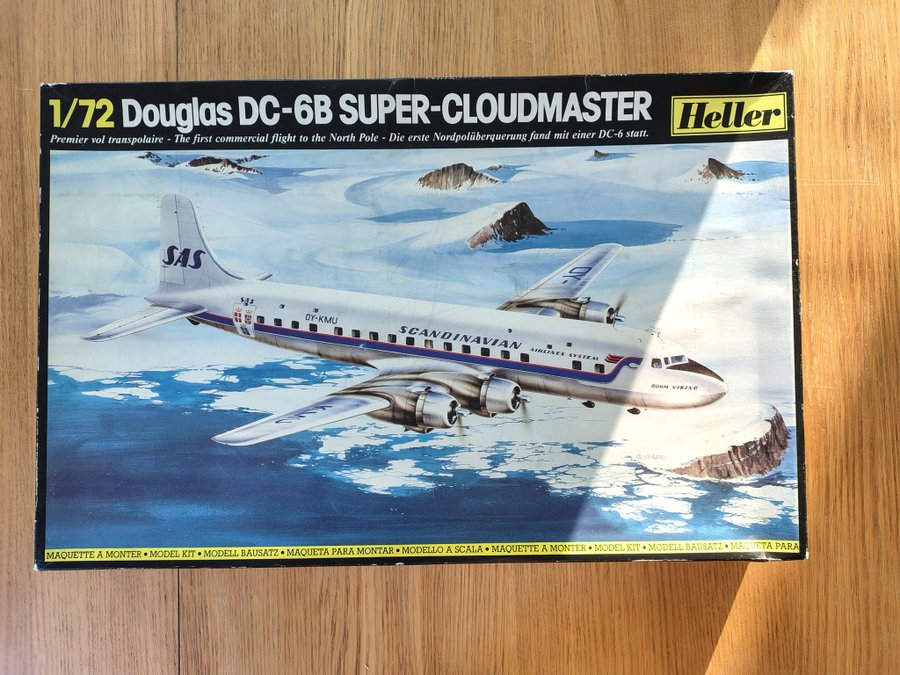 1/72 Douglas DC-6B SUPER-CLOUDMASTER
Heller
Premier vol transpolaire - The first commercial flight to the North Pole - Die erste Nordpolüberquerung fand mit einer DC-6 statt.
SAS
OY-
SAS
OY-KMU
SCANDINAVIAN AIRLINES SYSTEM
MAQUETTE A MONTER • MODEL KIT • MODELL BAUSATZ • MAQUETA PARA MONTAR • MODELLO A SCALA • MAQUETTE A MONTER • MODEL KIT • MODELL BAUSATZ • MAQUETA PARA